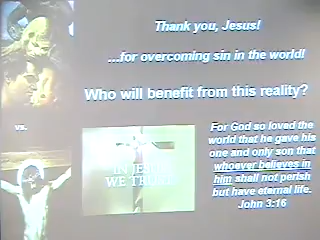 Thank you, Jesus!
...for overcoming sin in the world!
Who will benefit from this reality?
vs.
IN JESUS
WE TRUST
For God so loved the
world that he gave his
one and only son that
whoever believes in
him shall not perish
but have eternal life.
John 3:16